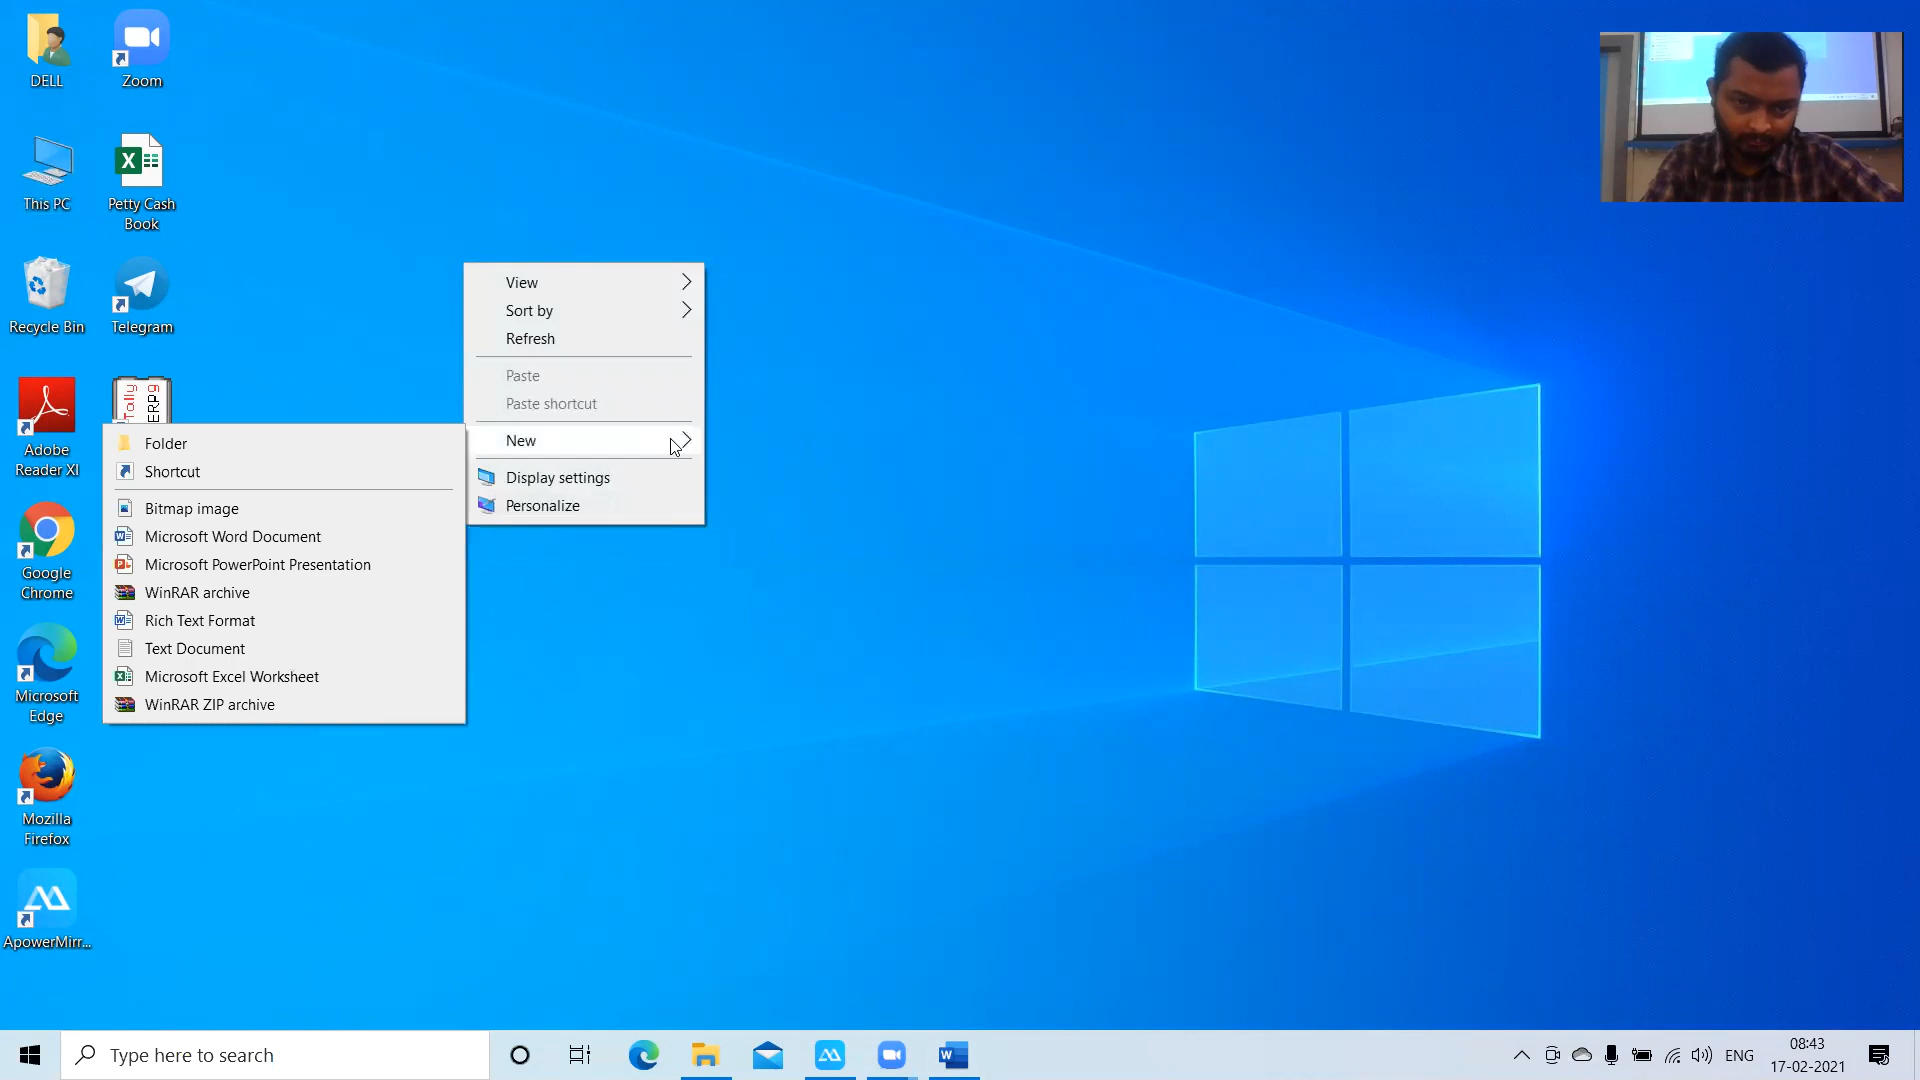 DELL
Zoom
This PC
Petty Cash
Book
Recycle Bin
Telegram
Tally
ERP9
Adobe
Reader XI
Google
Chrome
Microsoft
Edge
Mozilla
Firefox
ApowerMirr...
View
Sort by
Refresh
Paste
Paste shortcut
New
Display settings
Personalize
Folder
Shortcut
Bitmap image
Microsoft Word Document
Microsoft PowerPoint Presentation
WinRAR archive
Rich Text Format
Text Document
Microsoft Excel Worksheet
WinRAR ZIP archive
Type here to search
ENG
08:43
17-02-2021